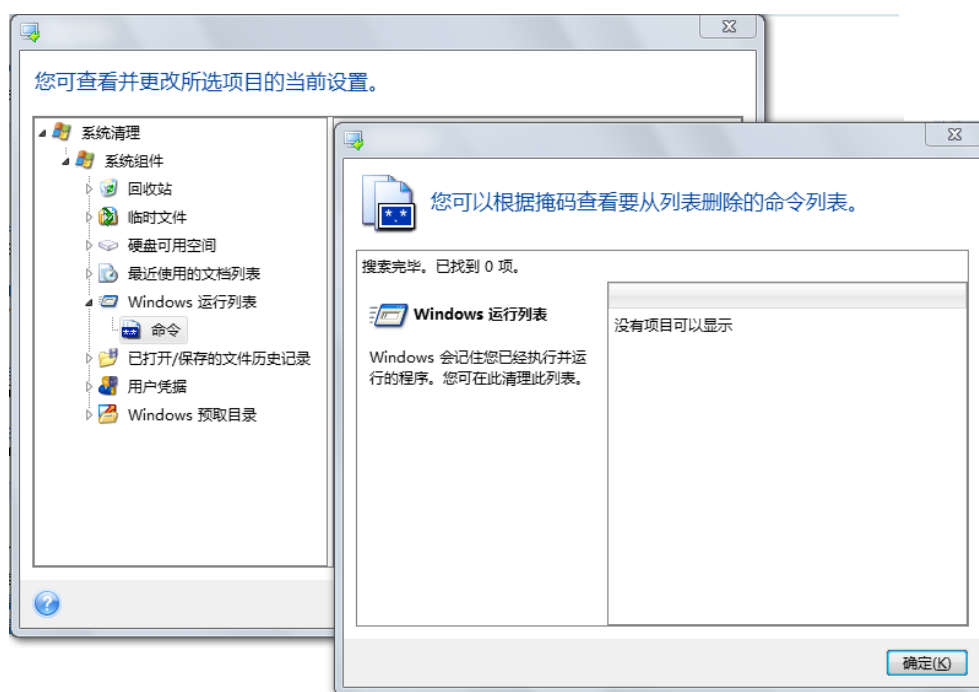 您可查看并更改所选项目的当前设置。
系统清理
系统组件
回收站
临时文件
硬盘可用空间
最近使用的文档列表
Windows 运行列表
命令
已打开/保存的文件历史记录
用户凭据
Windows 预取目录
*.*
您可以根据掩码查看要从列表删除的命令列表。
搜索完毕。已找到 0 项。
Windows 运行列表
Windows 会记住您已经执行并运
行的程序。您可在此清理此列表。
没有项目可以显示
确定(K)